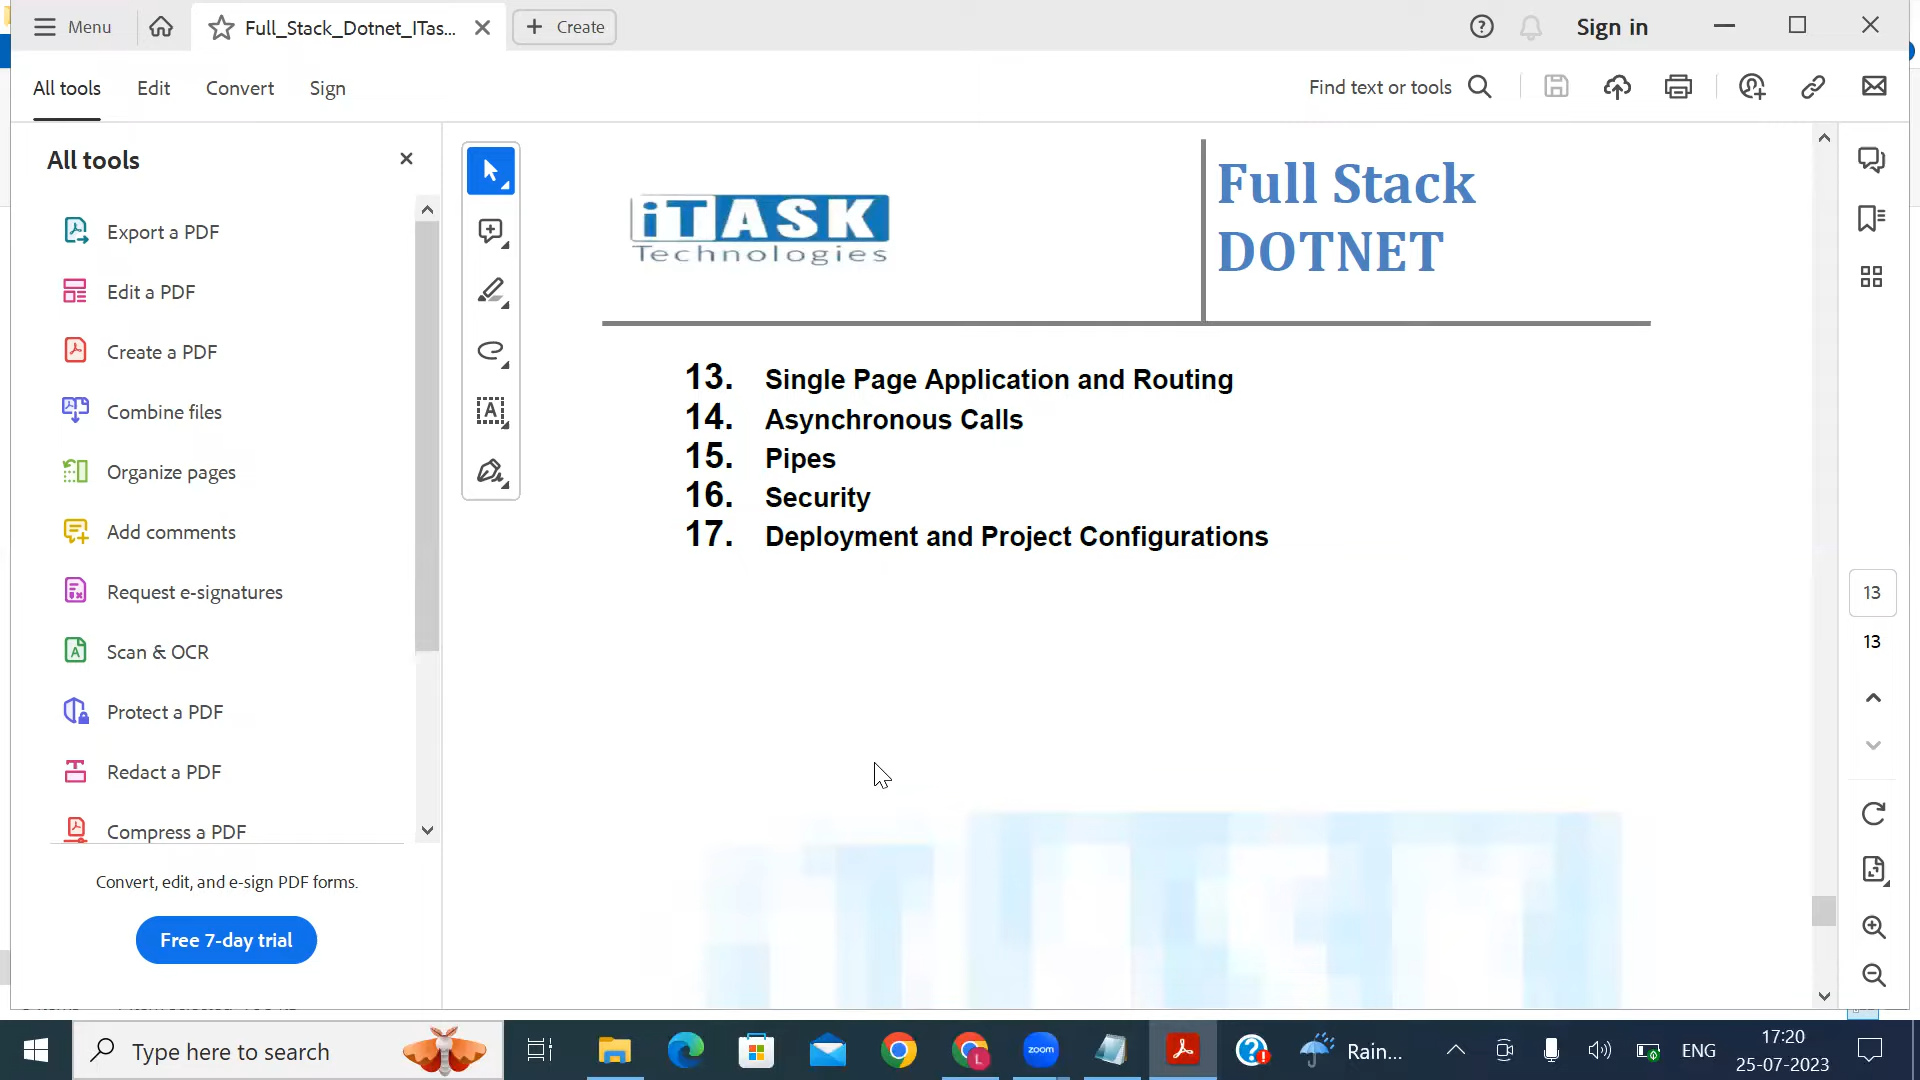 Menu
Full_Stack_Dotnet_ITas...
Create
Sign in
All tools
Edit
Convert
Sign
Find text or tools
All tools
Export a PDF
Edit a PDF
Create a PDF
Combine files
Organize pages
Add comments
Request e-signatures
Scan & OCR
Protect a PDF
Redact a PDF
Compress a PDF
Convert, edit, and e-sign PDF forms.
Free 7-day trial
iTASK
Technologies
Full Stack
DOTNET
13. Single Page Application and Routing
14. Asynchronous Calls
15. Pipes
16. Security
17. Deployment and Project Configurations
13
13
Type here to search
zoom
L
Rain...
ENG
17:20
25-07-2023